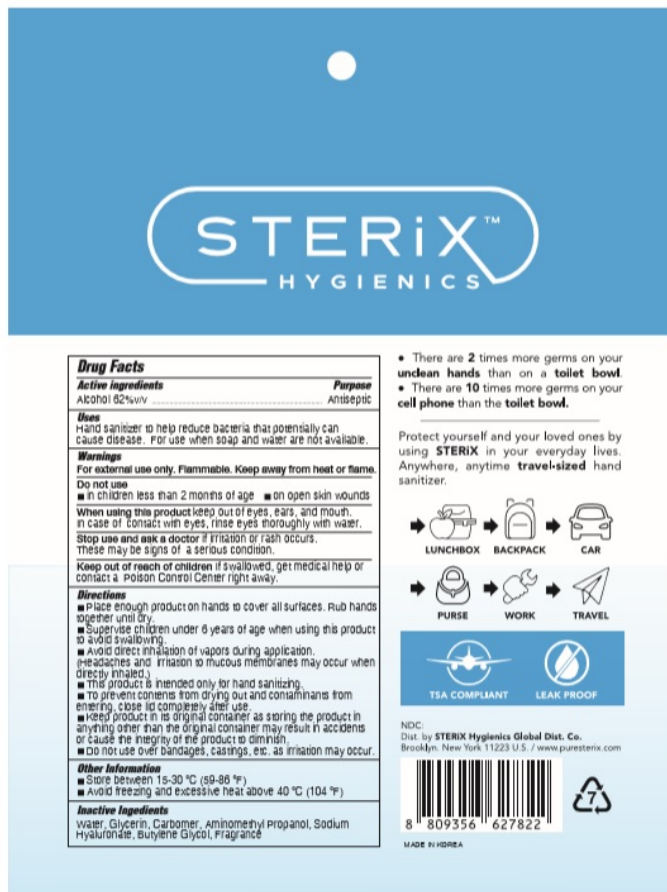 STERiX™
HYGIENICS
Drug Facts
Active ingredients Purpose
Alcohol 62%v/v Antiseptic
Uses
Hand sanitizer to help reduce bacteria that potentially can
cause disease. For use when soap and water are not available.
Warnings
For external use only. Flammable. Keep away from heat or flame.
Do not use
■ in children less than 2 months of age ■ on open skin wounds
When using this product keep out of eyes, ears, and mouth.
In case of contact with eyes, rinse eyes thoroughly with water.
Stop use and ask a doctor if irritation or rash occurs.
These may be signs of a serious condition.
Keep out of reach of children If swallowed, get medical help or
contact a Poison Control Center right away.
Directions
■ Place enough product on hands to cover all surfaces. Rub hands
together until dry.
■ Supervise children under 6 years of age when using this product
to avoid swallowing.
■ Avoid direct inhalation of vapors during application.
(Headaches and irritation to mucous membranes may occur when
directly inhaled.)
■ This product is intended only for hand sanitizing.
■ To prevent contents from drying out and contaminants from
entering, close lid completely after use.
■ Keep product in its original container as storing the product in
anything other than the original container may result in accidents
or cause the integrity of the product to diminish.
■ Do not use over bandages, castings, etc. as irritation may occur.
Other Information
■ Store between 15-30 °C (59-86 °F)
■ Avoid freezing and excessive heat above 40 °C (104 °F)
Inactive Ingedients
Water, Glycerin, Carbomer, Aminomethyl Propanol, Sodium
Hyaluronate, Butylene Glycol, Fragrance
• There are 2 times more germs on your
unclean hands than on a toilet bowl.
• There are 10 times more germs on your
cell phone than the toilet bowl.
Protect yourself and your loved ones by
using STERiX in your everyday lives.
Anywhere, anytime travel-sized hand
sanitizer.
LUNCHBOX BACKPACK CAR
PURSE WORK TRAVEL
TSA COMPLIANT LEAK PROOF
NDC:
Dist. by STERiX Hygienics Global Dist. Co.
Brooklyn. New York 11223 U.S. / www.puresterix.com
8 809356 627822
7
MADE IN KOREA